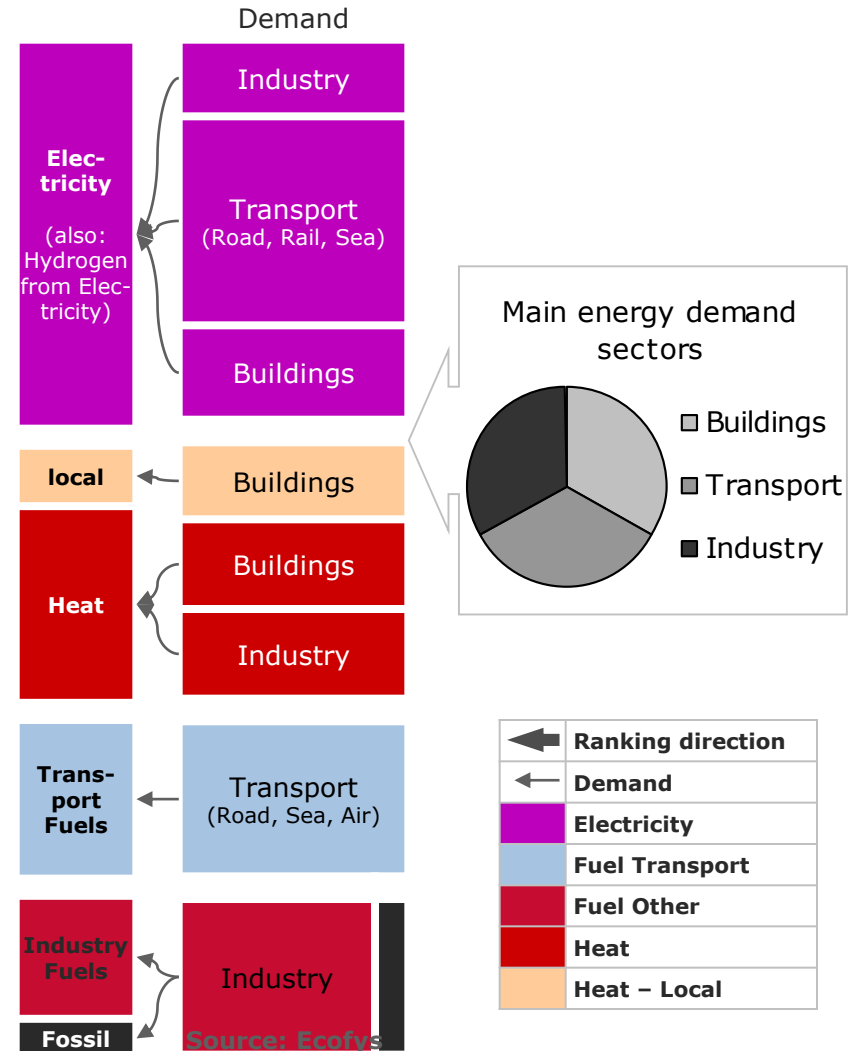 Demand
Elec-
tricity
(also:
Hydrogen
from Elec-
tricity)
Industry
Transport
(Road, Rail, Sea)
Buildings
local
Buildings
Heat
Buildings
Industry
Trans-
port
Fuels
Transport
(Road, Sea, Air)
Industry
Fuels
Fossil
Industry
Source: Ecofys
Main energy demand
sectors
Buildings
Transport
Industry
Ranking direction
Demand
Electricity
Fuel Transport
Fuel Other
Heat
Heat – Local